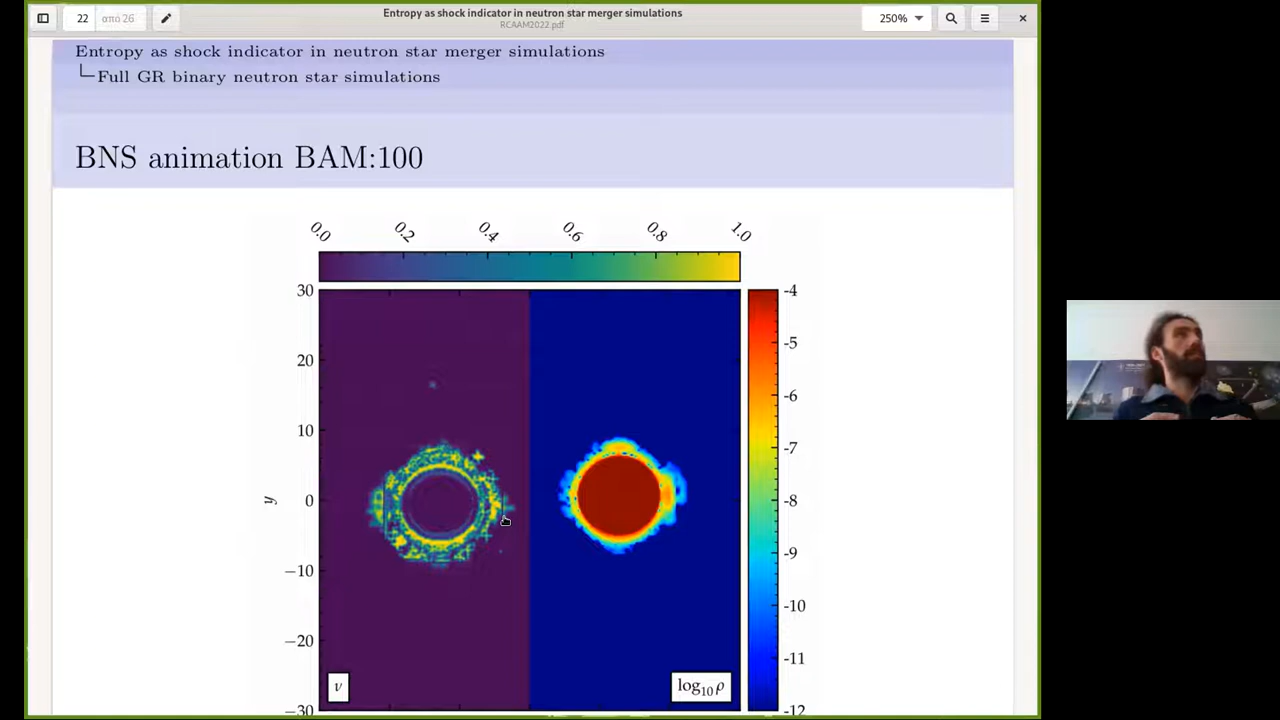 Entropy as shock indicator in neutron star merger simulations
RCAAM2022.pdf
22
από 26
250%
Entropy as shock indicator in neutron star merger simulations
Full GR binary neutron star simulations
BNS animation BAM:100
0.0 0.2 0.4 0.6 0.8 1.0
30
20
10
0
−10
−20
−30
y
-4
-5
-6
-7
-8
-9
-10
-11
-12
ν
log₁₀ ρ